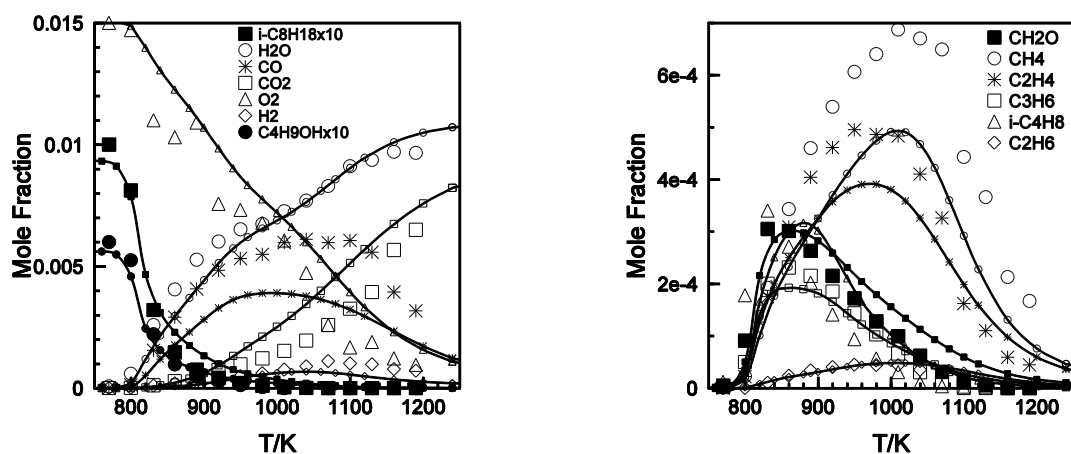 0.015
0.01
0.005
0
Mole Fraction
i-C8H18x10
H2O
CO
CO2
O2
H2
C4H9OHx10
800 900 1000 1100 1200
T/K
6e-4
4e-4
2e-4
0
Mole Fraction
CH2O
CH4
C2H4
C3H6
i-C4H8
C2H6
800 900 1000 1100 1200
T/K